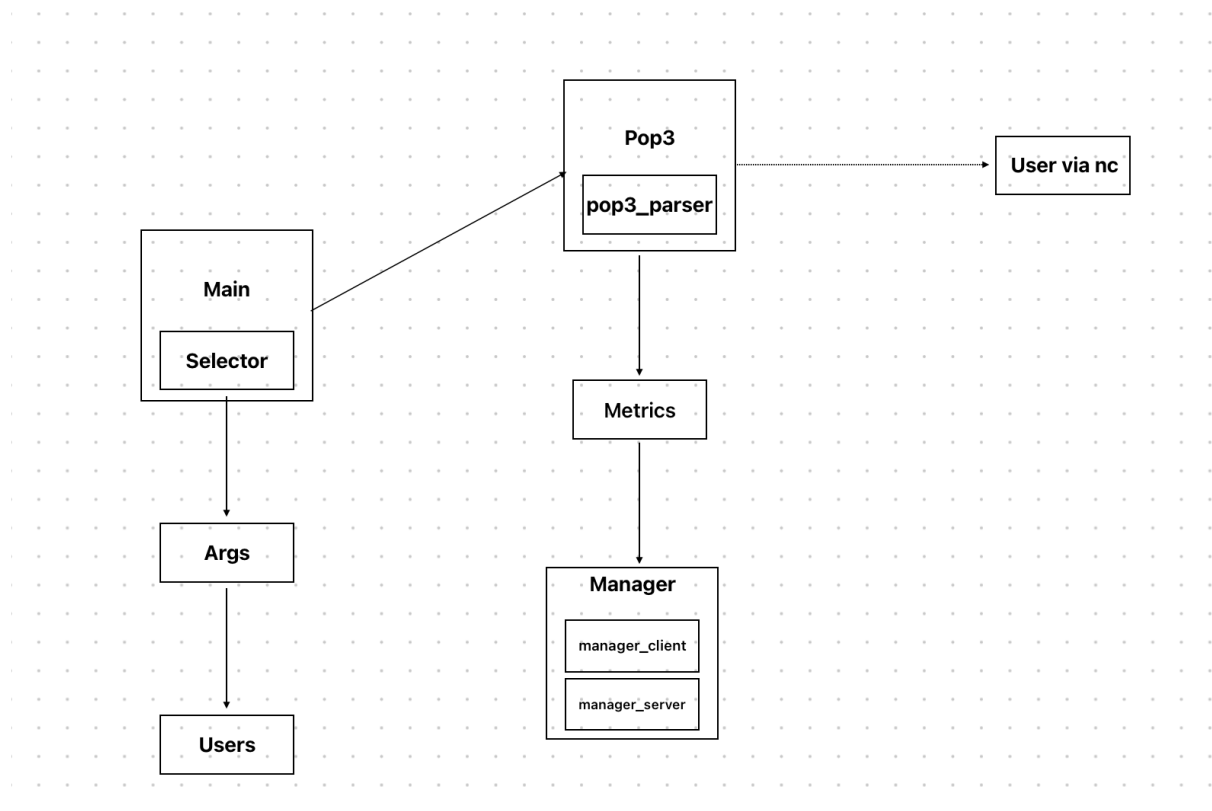 Pop3
User via nc
pop3_parser
Main
Selector
Metrics
Args
Manager
manager_client
manager_server
Users